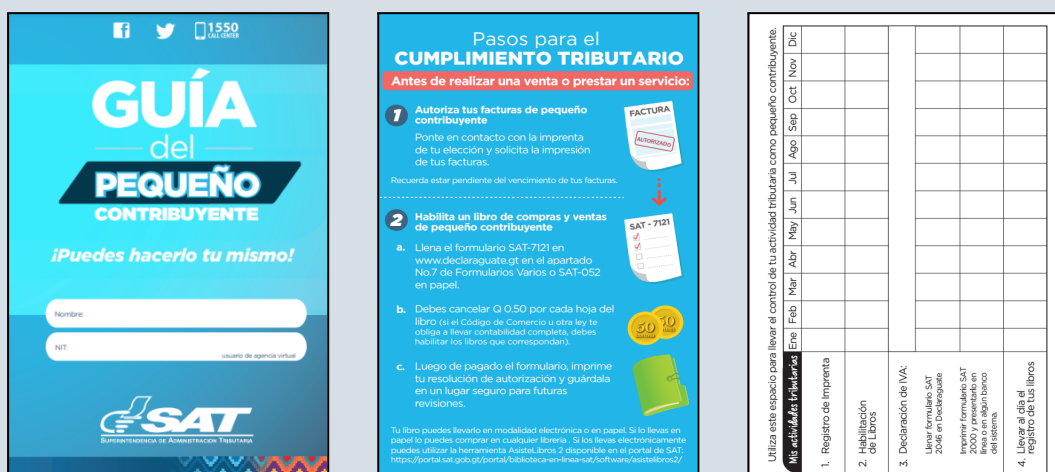 1550
CALL CENTER
GUÍA
del
PEQUEÑO
CONTRIBUYENTE
¡Puedes hacerlo tu mismo!
Nombre:
NIT:
usuario de agencia virtual
SAT
SUPERINTENDENCIA DE ADMINISTRACION TRIBUTARIA
Pasos para el
CUMPLIMIENTO TRIBUTARIO
Antes de realizar una venta o prestar un servicio:
1 Autoriza tus facturas de pequeño
contribuyente
Ponte en contacto con la imprenta
de tu elección y solicita la impresión
de tus facturas.
FACTURA
AUTORIZADO
Recuerda estar pendiente del vencimiento de tus facturas.
2 Habilita un libro de compras y ventas
de pequeño contribuyente
a. Llena el formulario SAT-7121 en
www.declaraguate.gt en el apartado
No.7 de Formularios Varios o SAT-052
en papel.
SAT - 7121
b. Debes cancelar Q 0.50 por cada hoja del
libro (si el Código de Comercio u otra ley te
obliga a llevar contabilidad completa, debes
habilitar los libros que correspondan).
50
50
c. Luego de pagado el formulario, imprime
tu resolución de autorización y guárdala
en un lugar seguro para futuras
revisiones.
Tu libro puedes llevarlo en modalidad electrónica o en papel. Si lo llevas en
papel lo puedes comprar en cualquier librería . Si los llevas electrónicamente
puedes utilizar la herramienta AsisteLibros 2 disponible en el portal de SAT:
https://portal.sat.gob.gt/portal/biblioteca-en-linea-sat/software/asistelibros2/
Utiliza este espacio para llevar el control de tu actividad tributaria como pequeño contribuyente.
Mis actividades tributarias Ene Feb Mar Abr May Jun Jul Ago Sep Oct Nov Dic
1. Registro de Imprenta
2. Habilitación
de Libros
3. Declaración de IVA:
Llenar formulario SAT
2046 en Declaraguate
Imprimir formulario SAT
2000 y presentarlo en
línea o en algún banco
del sistema.
4. Llevar al día el
registro de tus libros